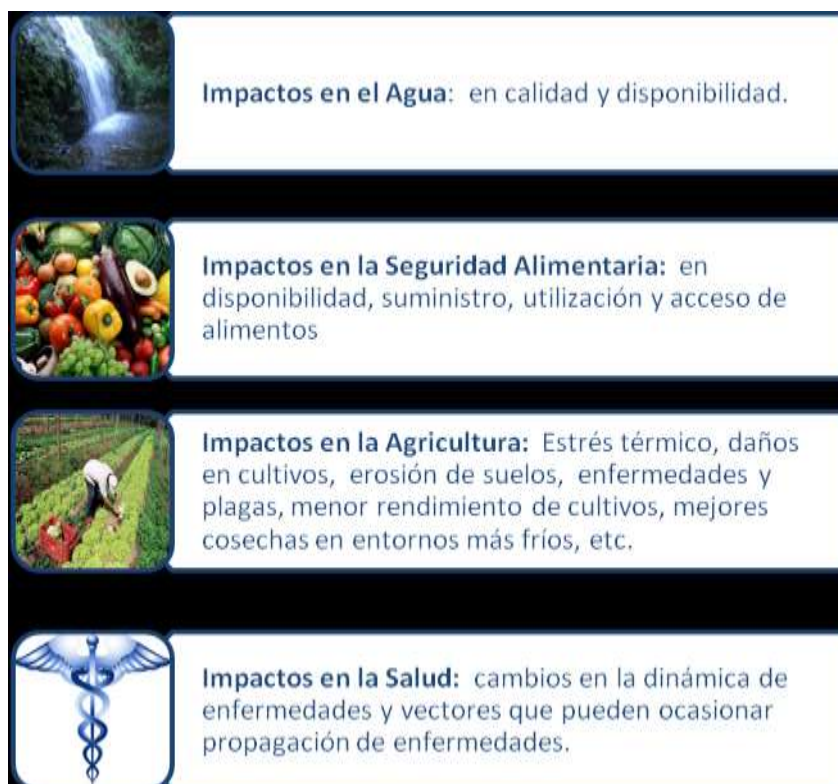 Impactos en el Agua:  en calidad y disponibilidad.
Impactos en la Seguridad Alimentaria:  en
disponibilidad, suministro, utilización y acceso de
alimentos
Impactos en la Agricultura:  Estrés térmico, daños
en cultivos,  erosión de suelos,  enfermedades y
plagas, menor rendimiento de cultivos, mejores
cosechas en entornos más fríos, etc.
Impactos en la Salud:  cambios en la dinámica de
enfermedades y vectores que pueden ocasionar
propagación de enfermedades.